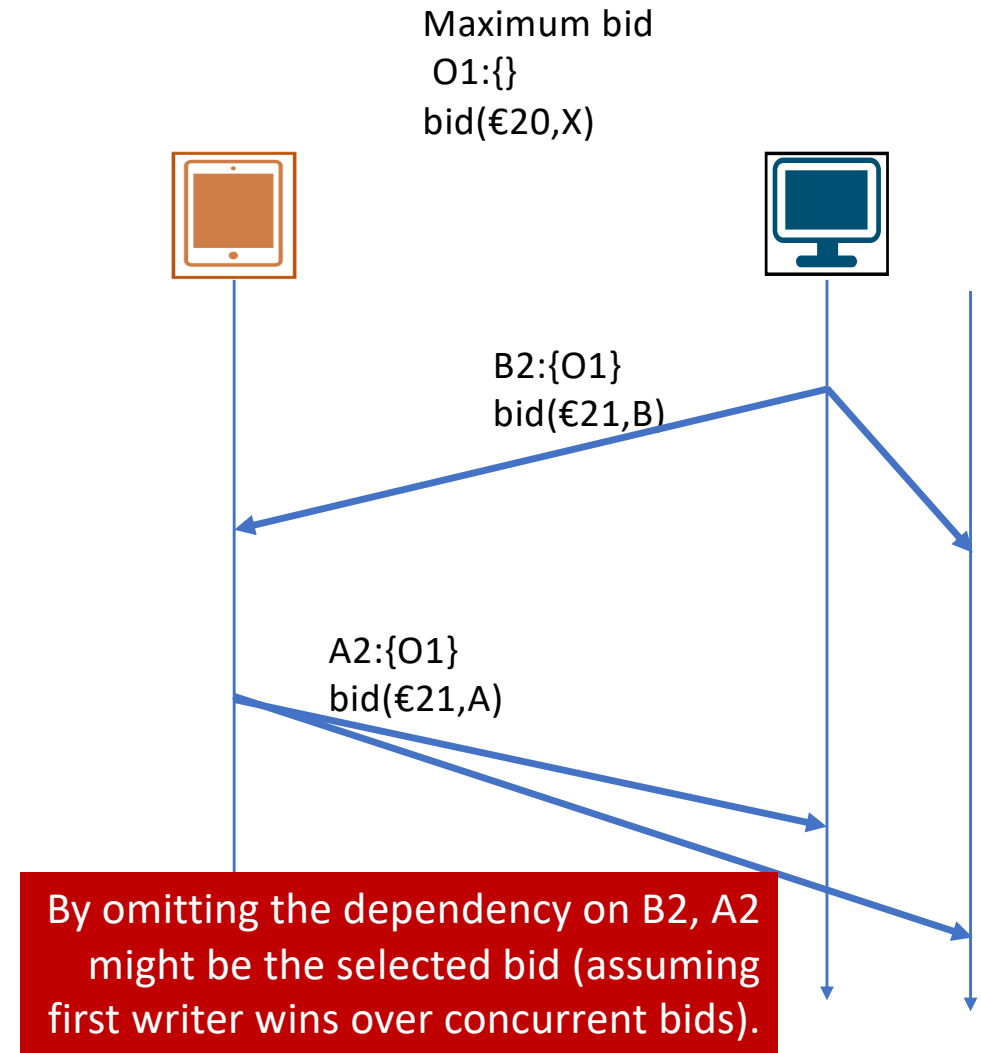 Maximum bid
O1:{}
bid(€20,X)
B2:{O1}
bid(€21,B)
A2:{O1}
bid(€21,A)
By omitting the dependency on B2, A2
might be the selected bid (assuming
first writer wins over concurrent bids).